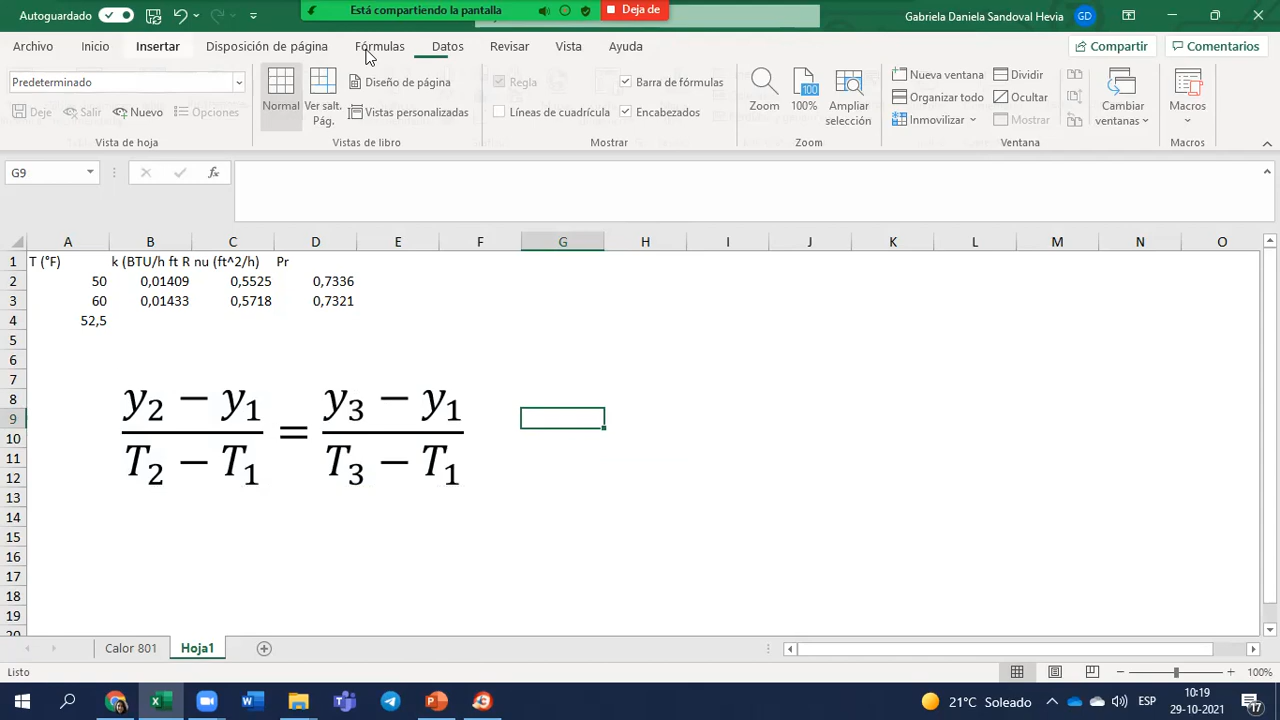 Autoguardado
Está compartiendo la pantalla
Deja de
Gabriela Daniela Sandoval Hevia
GD
Archivo Inicio Insertar Disposición de página Fórmulas Datos Revisar Vista Ayuda
Compartir Comentarios
Predeterminado
Deje Salir Nuevo Opciones
Vista de hoja
Normal
Ver salt. Pág.
Diseño de página
Vistas personalizadas
Vistas de libro
Regla
Barra de fórmulas
Líneas de cuadrícula
Encabezados
Mostrar
Zoom
100
100%
Ampliar selección
Zoom
Nueva ventana
Organizar todo
Inmovilizar
Dividir
Ocultar
Mostrar
Cambiar ventanas
Ventana
Macros
Macros
G9
fx
A B C D E F G H I J K L M N O
1 T (°F) k (BTU/h ft R nu (ft^2/h) Pr
2 50 0,01409 0,5525 0,7336
3 60 0,01433 0,5718 0,7321
4 52,5
5
6
7
8
9
10
11
12
13
14
15
16
17
18
19
20
y₂ − y₁ / T₂ − T₁ = y₃ − y₁ / T₃ − T₁
Calor 801 Hoja1
Listo
100%
21°C Soleado
ESP
10:19
29-10-2021
17